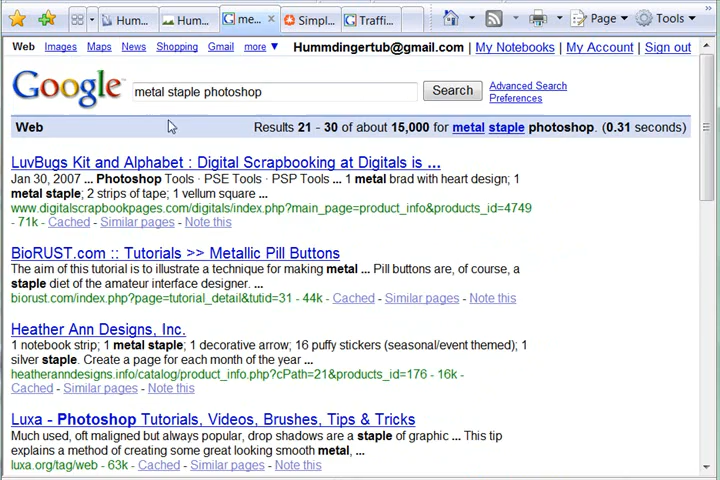 Hum...
Hum...
me...
Simpl...
Traffi...
Page
Tools
Web Images Maps News Shopping Gmail more ▼ Hummdingertub@gmail.com | My Notebooks | My Account | Sign out
Google
metal staple photoshop
Search
Advanced Search
Preferences
Web Results 21 - 30 of about 15,000 for metal staple photoshop. (0.31 seconds)
LuvBugs Kit and Alphabet : Digital Scrapbooking at Digitals is ...
Jan 30, 2007 ... Photoshop Tools · PSE Tools · PSP Tools ... 1 metal brad with heart design; 1
metal staple; 2 strips of tape; 1 vellum square ...
www.digitalscrapbookpages.com/digitals/index.php?main_page=product_info&products_id=4749
- 71k - Cached - Similar pages - Note this
BioRUST.com :: Tutorials >> Metallic Pill Buttons
The aim of this tutorial is to illustrate a technique for making metal ... Pill buttons are, of course, a
staple diet of the amateur interface designer. ...
biorust.com/index.php?page=tutorial_detail&tutid=31 - 44k - Cached - Similar pages - Note this
Heather Ann Designs, Inc.
1 notebook strip; 1 metal staple; 1 decorative arrow; 16 puffy stickers (seasonal/event themed); 1
silver staple. Create a page for each month of the year ...
heatheranndesigns.info/catalog/product_info.php?cPath=21&products_id=176 - 16k -
Cached - Similar pages - Note this
Luxa - Photoshop Tutorials, Videos, Brushes, Tips & Tricks
Much used, oft maligned but always popular, drop shadows are a staple of graphic ... This tip
explains a method of creating some great looking smooth metal, ...
luxa.org/tag/web - 63k - Cached - Similar pages - Note this